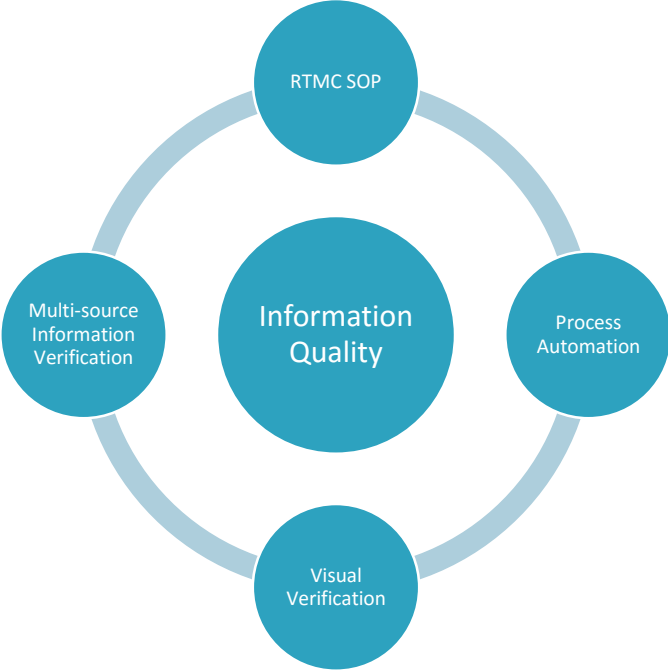 RTMC SOP
Multi-source
Information
Verification
Information
Quality
Process
Automation
Visual
Verification